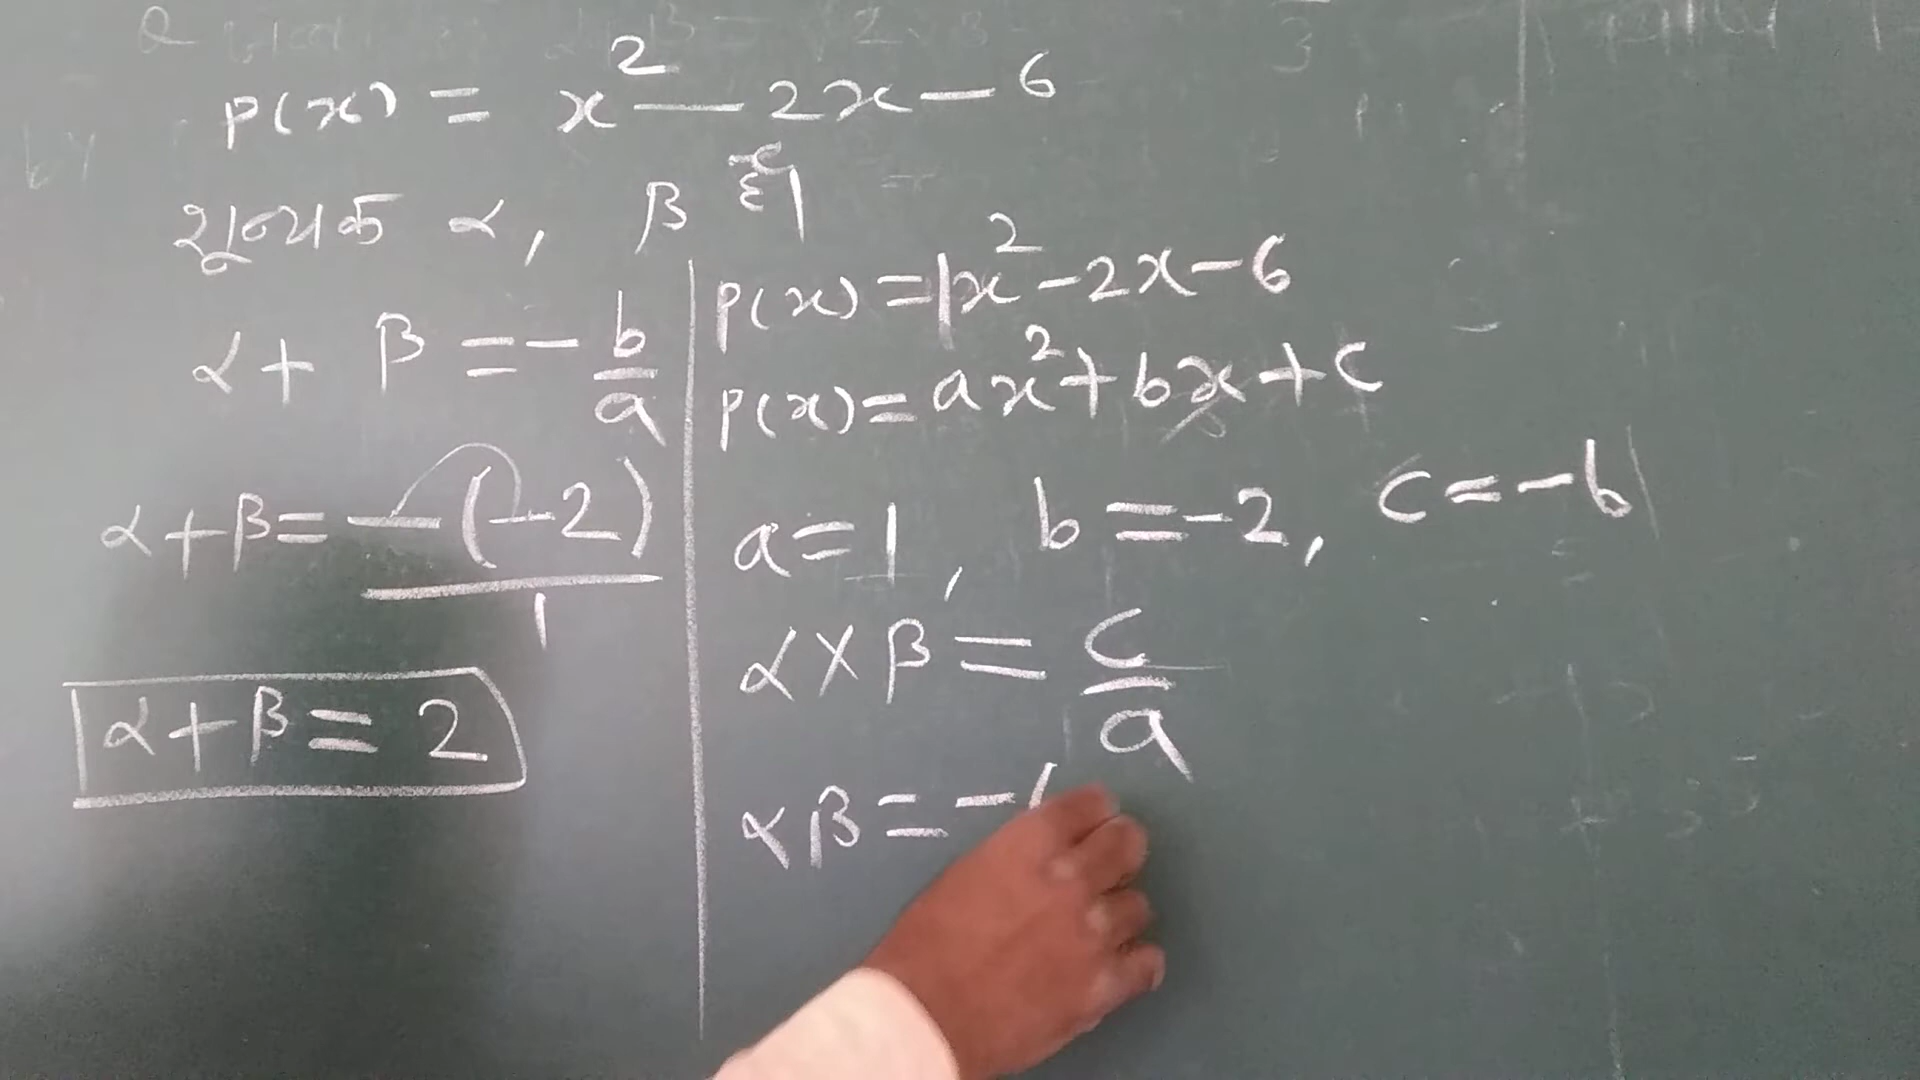 p(x) = x² - 2x - 6
शून्यक α, β हैं
α + β = - b/a
α + β = -(-2)/1
α + β = 2
p(x) = 1x² - 2x - 6
p(x) = ax² + bx + c
a = 1, b = -2, c = -6
α × β = c/a
αβ = -